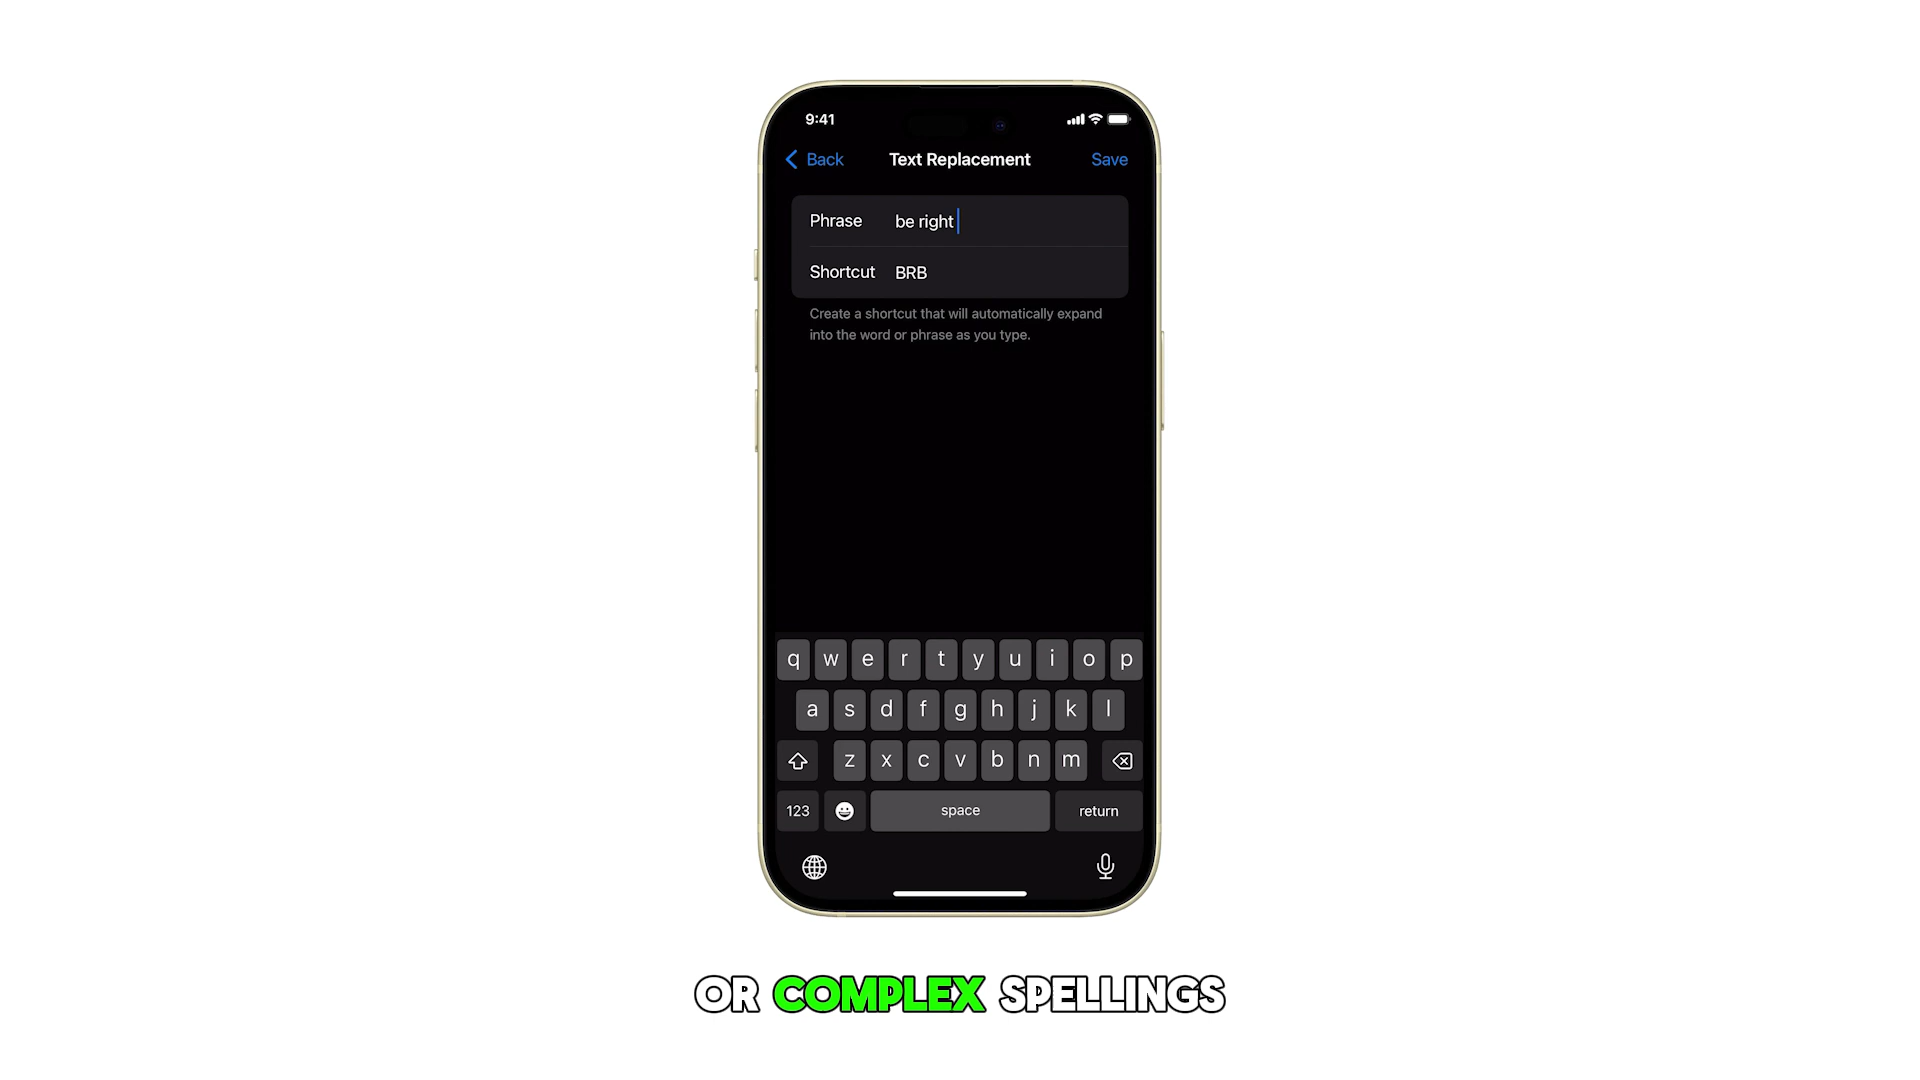 9:41
Back Text Replacement Save
Phrase be right
Shortcut BRB
Create a shortcut that will automatically expand
into the word or phrase as you type.
q w e r t y u i o p
a s d f g h j k l
z x c v b n m
123 space return
OR COMPLEX SPELLINGS